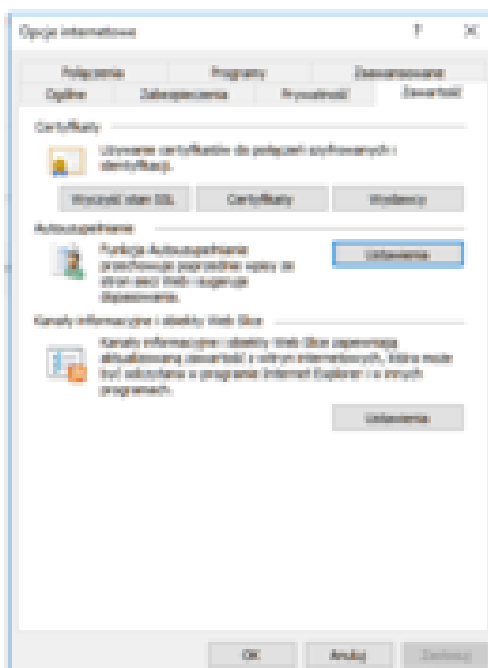 Opcje internetowe
Połączenia Programy Zaawansowane
Ogólne Zabezpieczenia Prywatność Zawartość
Certyfikaty
Używanie certyfikatów do połączeń szyfrowanych i
identyfikacji.
Wyczyść stan SSL Certyfikaty Wydawcy
Autouzupełnianie
Funkcja Autouzupełnianie
przechowuje poprzednie wpisy ze
stron sieci Web i sugeruje
dopasowania.
Ustawienia
Kanały informacyjne i obiekty Web Slice
Kanały informacyjne i obiekty Web Slice zapewniają
aktualizowaną zawartość z witryn internetowych, która może
być odczytana w programie Internet Explorer i w innych
programach.
Ustawienia
OK Anuluj Zastosuj